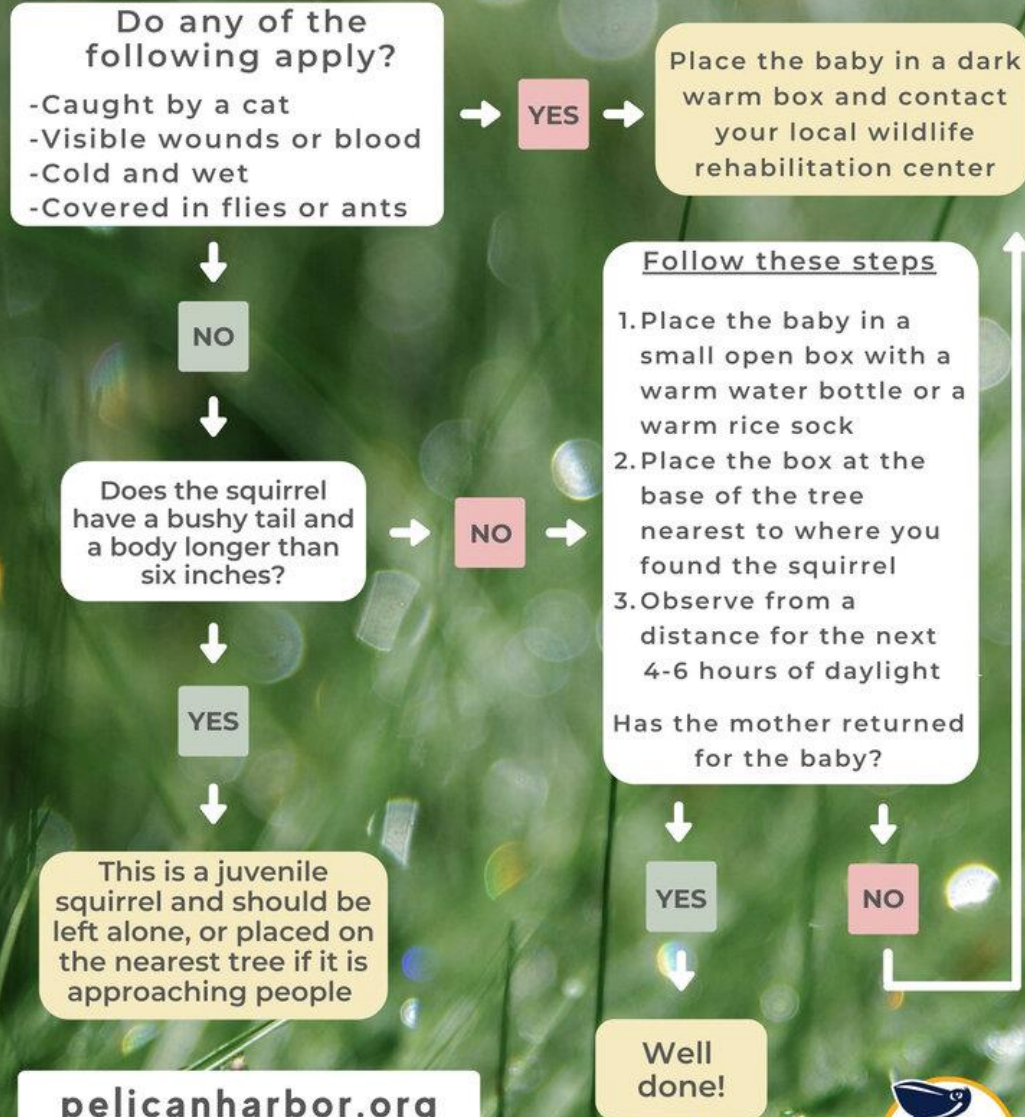 Do any of the
following apply?
-Caught by a cat
-Visible wounds or blood
-Cold and wet
-Covered in flies or ants
YES
Place the baby in a dark
warm box and contact
your local wildlife
rehabilitation center
NO
Does the squirrel
have a bushy tail and
a body longer than
six inches?
NO
Follow these steps
1. Place the baby in a
small open box with a
warm water bottle or a
warm rice sock
2. Place the box at the
base of the tree
nearest to where you
found the squirrel
3. Observe from a
distance for the next
4-6 hours of daylight
Has the mother returned
for the baby?
YES
This is a juvenile
squirrel and should be
left alone, or placed on
the nearest tree if it is
approaching people
YES
NO
Well
done!
pelicanharbor.org